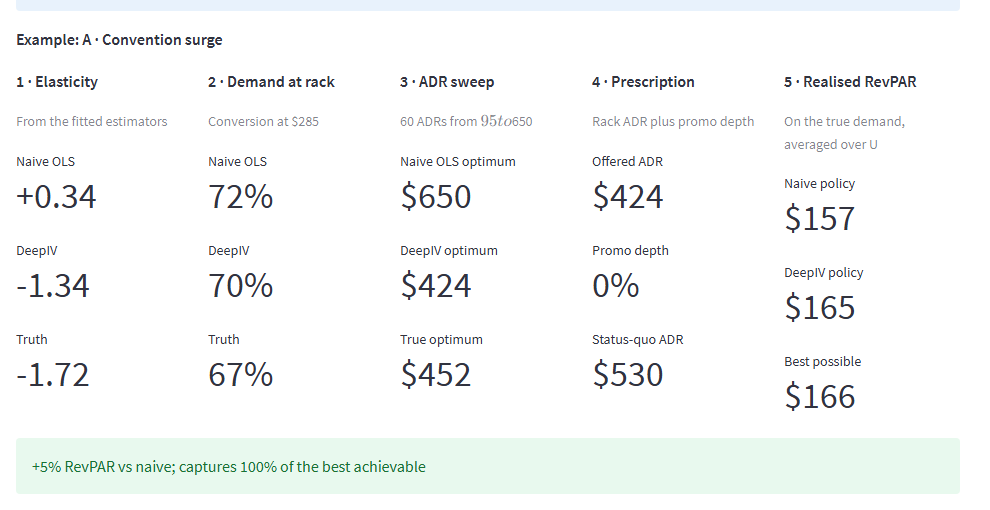 Example: A · Convention surge
1 · Elasticity
From the fitted estimators
Naive OLS
+0.34
DeepIV
-1.34
Truth
-1.72
2 · Demand at rack
Conversion at $285
Naive OLS
72%
DeepIV
70%
Truth
67%
3 · ADR sweep
60 ADRs from 95to650
Naive OLS optimum
$650
DeepIV optimum
$424
True optimum
$452
4 · Prescription
Rack ADR plus promo depth
Offered ADR
$424
Promo depth
0%
Status-quo ADR
$530
5 · Realised RevPAR
On the true demand,
averaged over U
Naive policy
$157
DeepIV policy
$165
Best possible
$166
+5% RevPAR vs naive; captures 100% of the best achievable